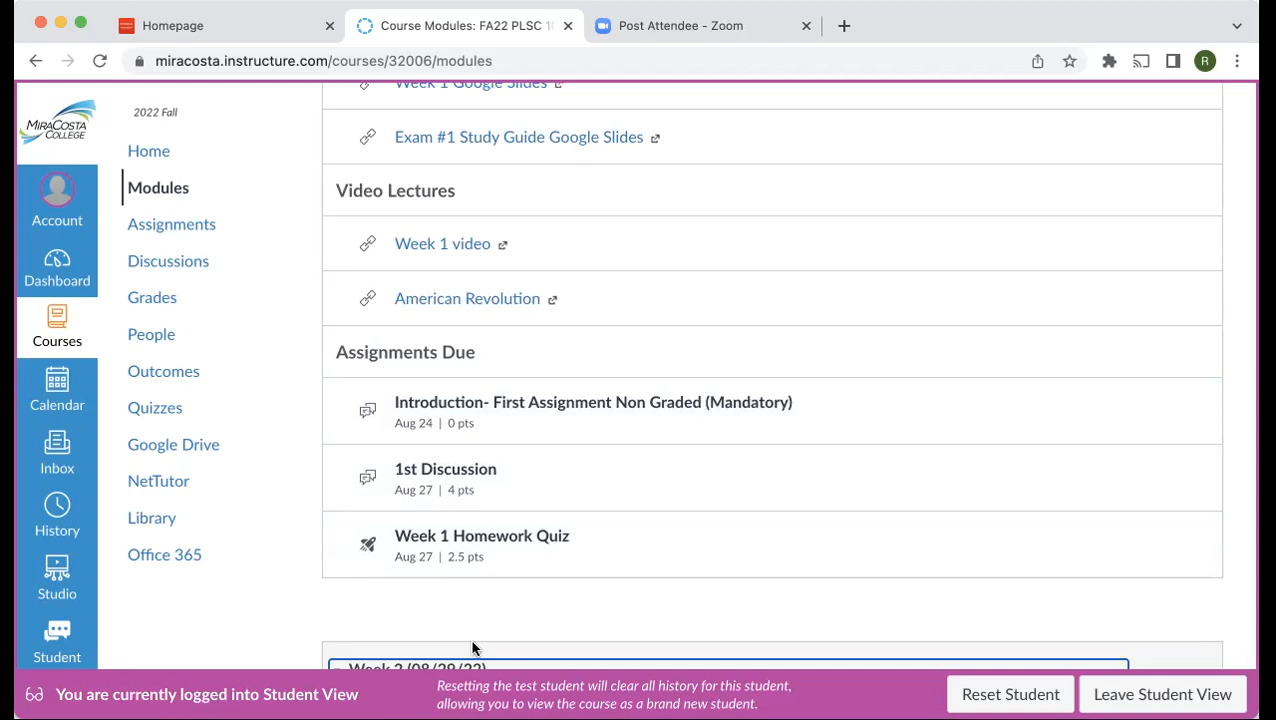 Homepage
Course Modules: FA22 PLSC 1
Post Attendee - Zoom
miracosta.instructure.com/courses/32006/modules
R
MIRACOSTA
COLLEGE
2022 Fall
Home
Modules
Assignments
Discussions
Grades
People
Outcomes
Quizzes
Google Drive
NetTutor
Library
Office 365
Account
Dashboard
Courses
Calendar
Inbox
History
Studio
Student
Week 1 Google Slides
Exam #1 Study Guide Google Slides
Video Lectures
Week 1 video
American Revolution
Assignments Due
Introduction- First Assignment Non Graded (Mandatory)
Aug 24 | 0 pts
1st Discussion
Aug 27 | 4 pts
Week 1 Homework Quiz
Aug 27 | 2.5 pts
Week 2 (08/29/22)
You are currently logged into Student View
Resetting the test student will clear all history for this student,
allowing you to view the course as a brand new student.
Reset Student
Leave Student View